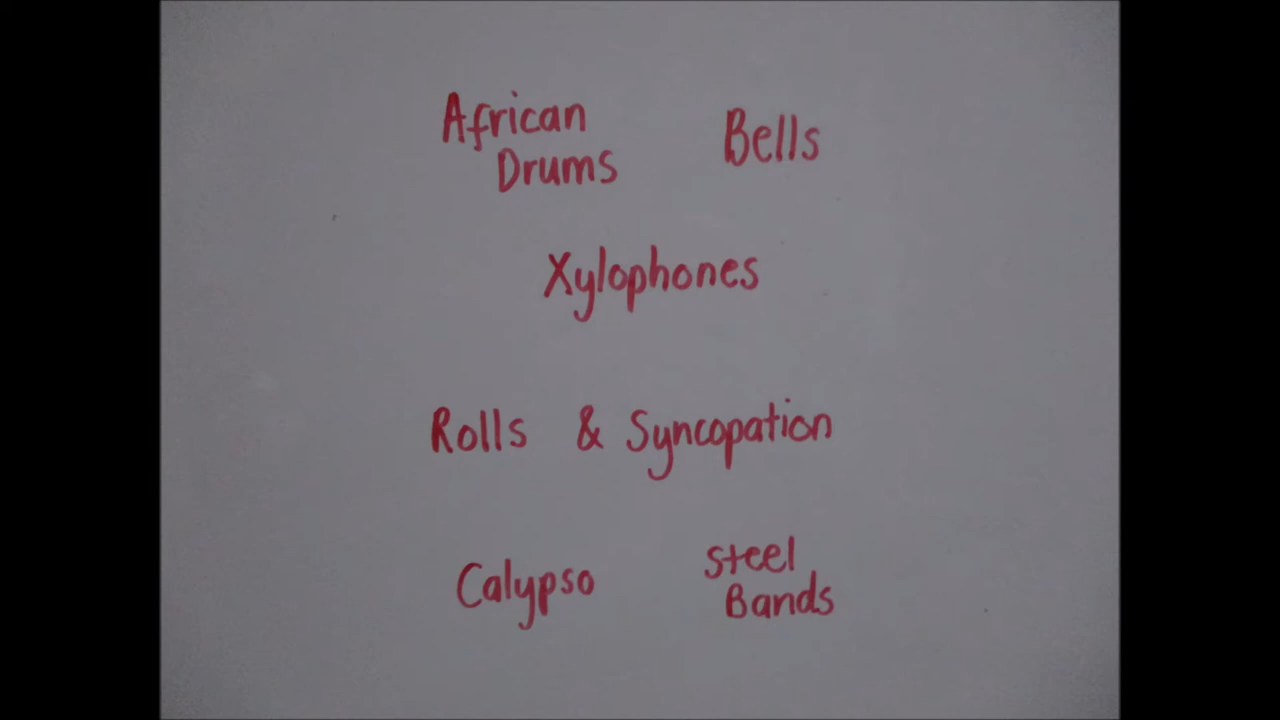 African
Drums
Bells
Xylophones
Rolls & Syncopation
Calypso
Steel
Bands